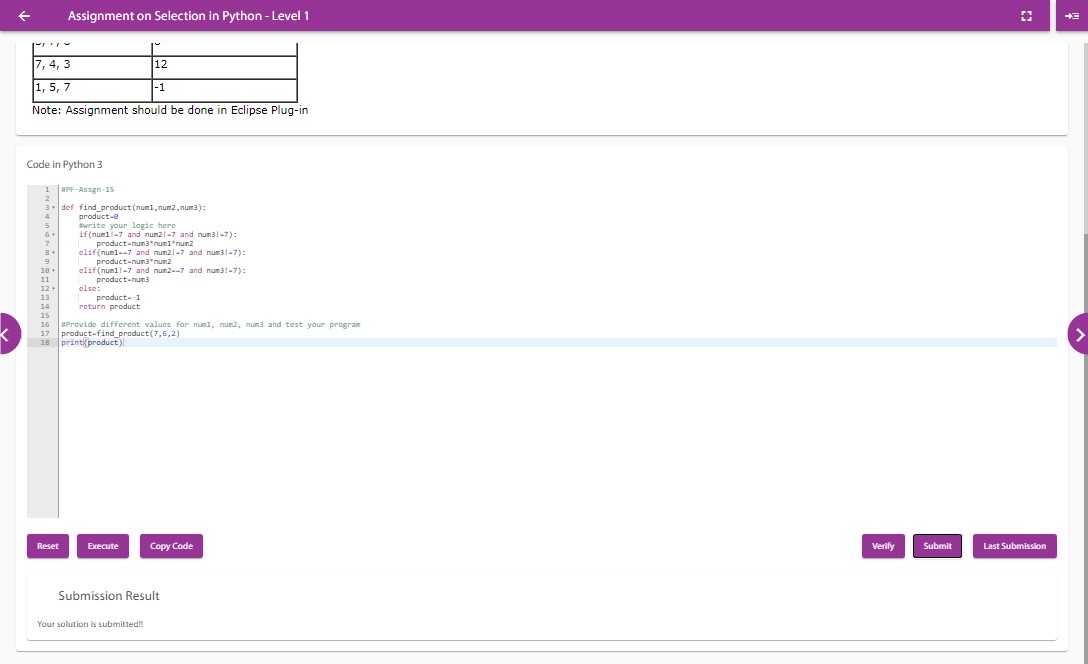 Assignment on Selection in Python - Level 1
7, 4, 3 12
1, 5, 7 -1
Note: Assignment should be done in Eclipse Plug-in
Code in Python 3
1 #PF-Assgn-15
2
3 def find_product(num1,num2,num3):
4 product=0
5 #write your logic here
6 if(num1!=7 and num2!=7 and num3!=7):
7 product=num3*num1*num2
8 elif(num1==7 and num2!=7 and num3!=7):
9 product=num3*num2
10 elif(num1!=7 and num2==7 and num3!=7):
11 product=num3
12 else:
13 product=-1
14 return product
15
16 #Provide different values for num1, num2, num3 and test your program
17 product=find_product(7,6,2)
18 print(product)
Reset Execute Copy Code Verify Submit Last Submission
Submission Result
Your solution is submitted!!